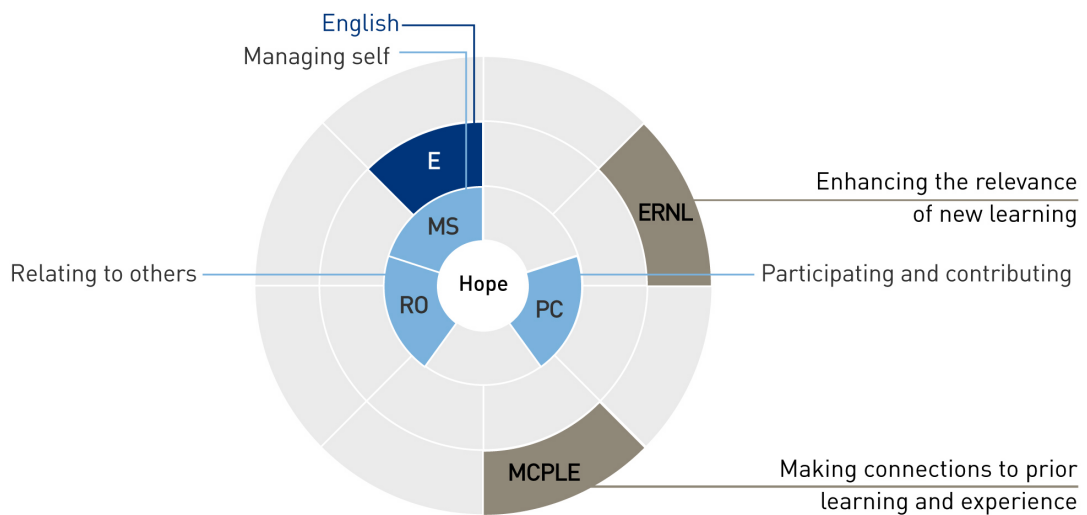 English
Managing self
E
Enhancing the relevance
of new learning
ERNL
MS
Relating to others
Hope
Participating and contributing
RO
PC
MCPLE
Making connections to prior
learning and experience